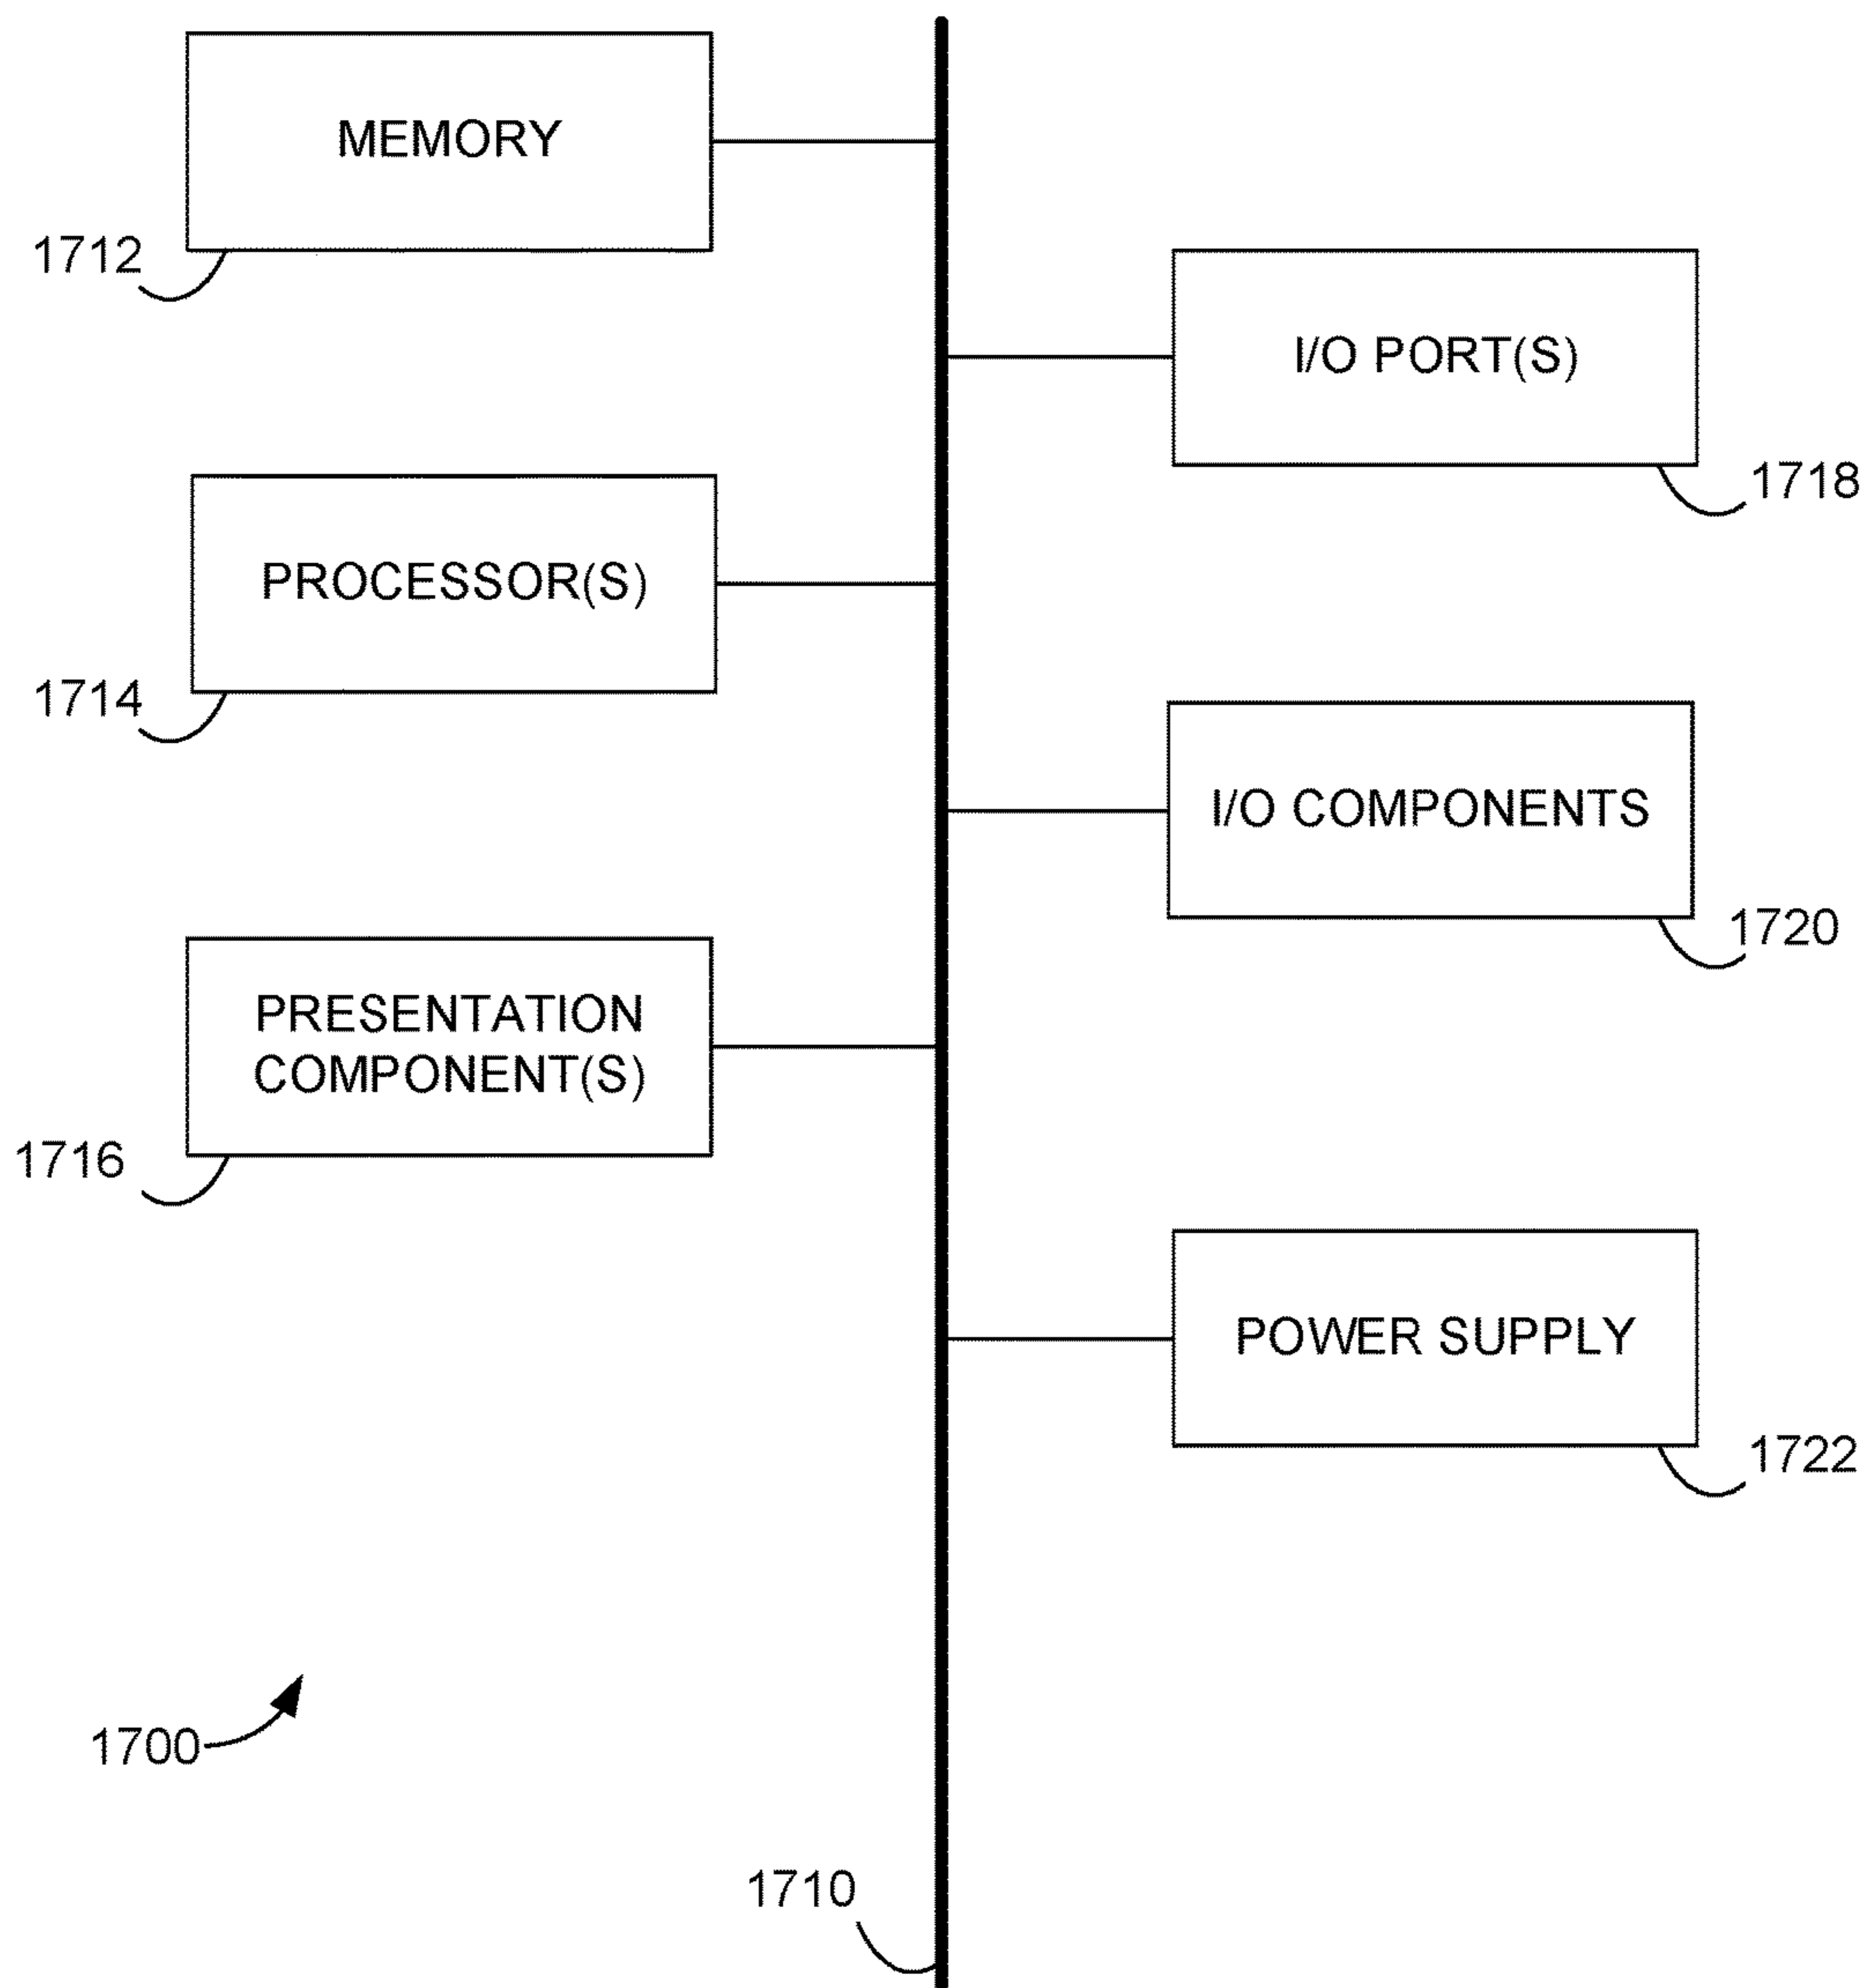 MEMORY
1712
I/O PORT(S)
1718
PROCESSOR(S)
1714
I/O COMPONENTS
1720
PRESENTATION
COMPONENT(S)
1716
POWER SUPPLY
1722
1700
1710